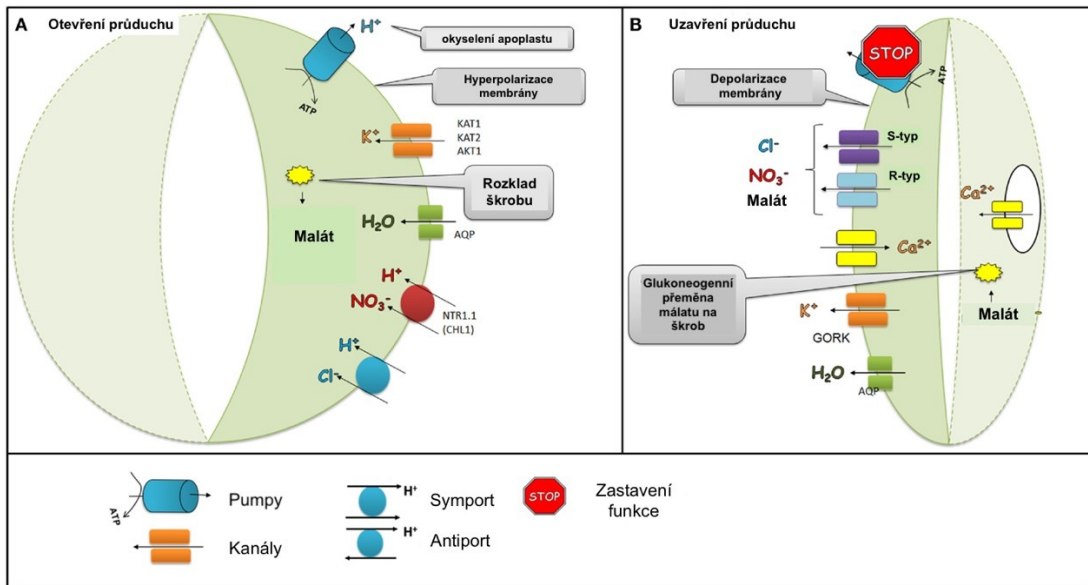 A
Otevření průduchu
H⁺
okyselení apoplastu
Hyperpolarizace
membrány
ATP
KAT1
KAT2
AKT1
K⁺
Rozklad
škrobu
Malát
H₂O
AQP
H⁺
NO₃⁻
NTR1.1
(CHL1)
H⁺
Cl⁻
B
Uzavření průduchu
STOP
ATP
Depolarizace
membrány
S-typ
Cl⁻
NO₃⁻
R-typ
Malát
Ca²⁺
Ca²⁺
Glukoneogenní
přeměna
málatu na
škrob
Malát
K⁺
GORK
H₂O
AQP
ATP
Pumpy
Kanály
H⁺
Symport
H⁺
Antiport
STOP
Zastavení
funkce